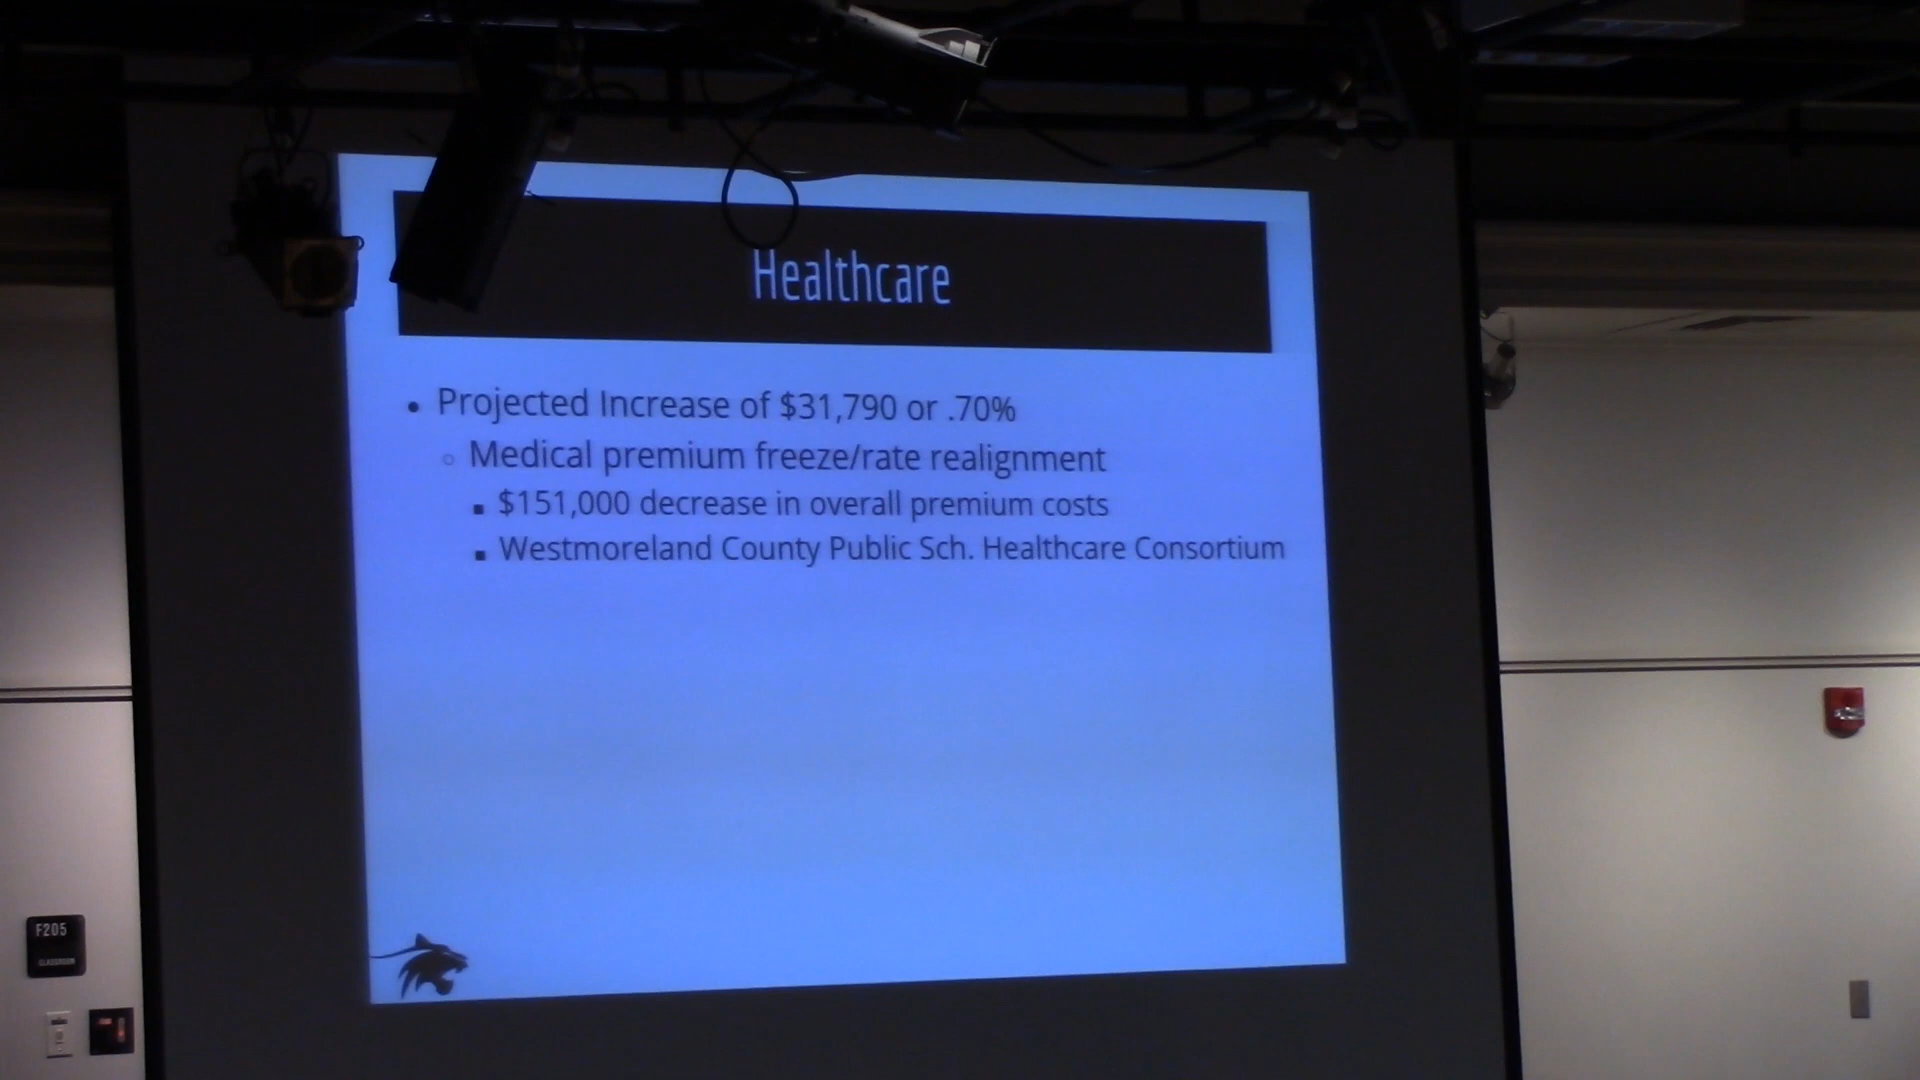 Healthcare
• Projected Increase of $31,790 or .70%
○ Medical premium freeze/rate realignment
▪ $151,000 decrease in overall premium costs
▪ Westmoreland County Public Sch. Healthcare Consortium
F205
CLASSROOM